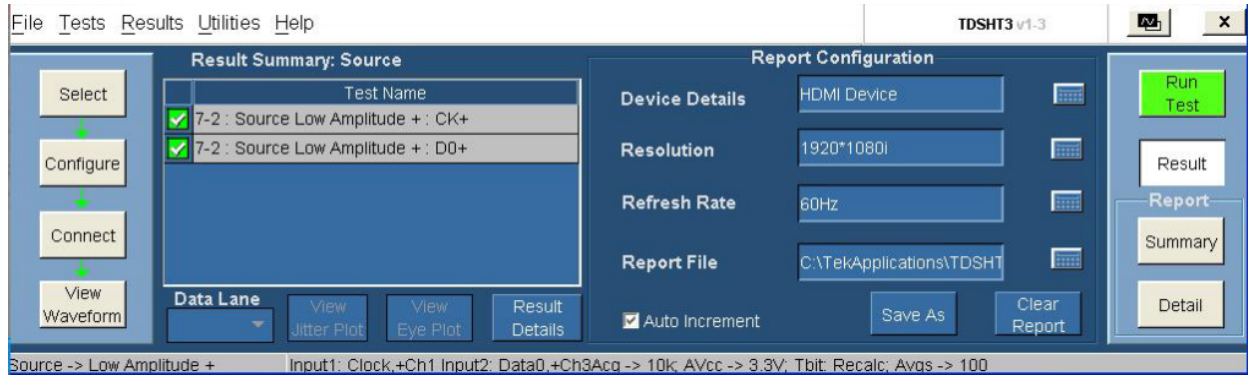 File Tests Results Utilities Help
TDSHT3 v1-3
x
Select
Configure
Connect
View
Waveform
Result Summary: Source
Test Name
7-2 : Source Low Amplitude + : CK+
7-2 : Source Low Amplitude + : D0+
Data Lane
View
Jitter Plot
View
Eye Plot
Result
Details
Report Configuration
Device Details
HDMI Device
Resolution
1920*1080i
Refresh Rate
60Hz
Report File
C:\TekApplications\TDSHT
Auto Increment
Save As
Clear
Report
Run
Test
Result
Report
Summary
Detail
Source -> Low Amplitude +
Input1: Clock,+Ch1 Input2: Data0,+Ch3Acq -> 10k; AVcc -> 3.3V; Tbit: Recalc; Avgs -> 100